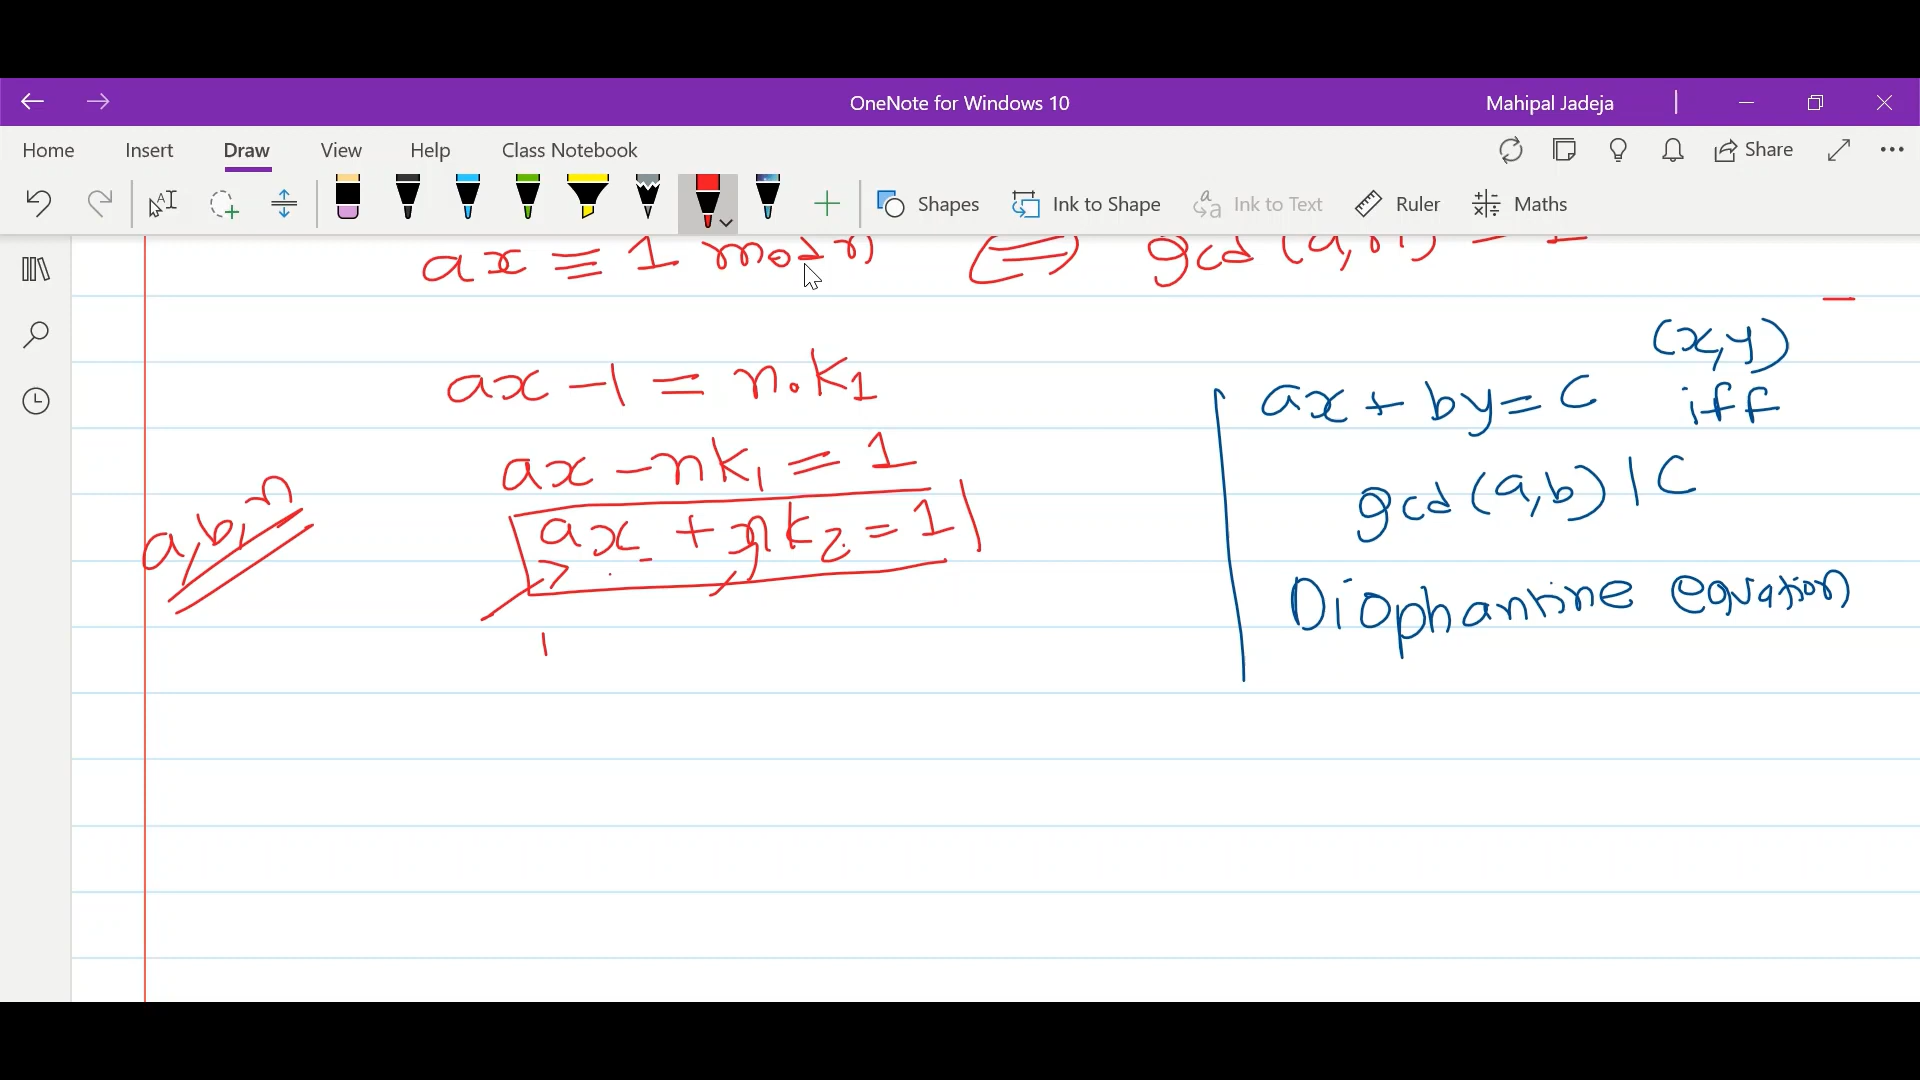 OneNote for Windows 10
Mahipal Jadeja
Home Insert Draw View Help Class Notebook
Share
Shapes Ink to Shape Ink to Text Ruler Maths
ax ≡ 1 mod n ⟺ gcd (a,n) = 1
ax - 1 = n.k1
ax - nk1 = 1
ax + nk2 = 1
a,b,n
(x,y)
ax + by = C iff
gcd (a,b) | C
Diophantine equation